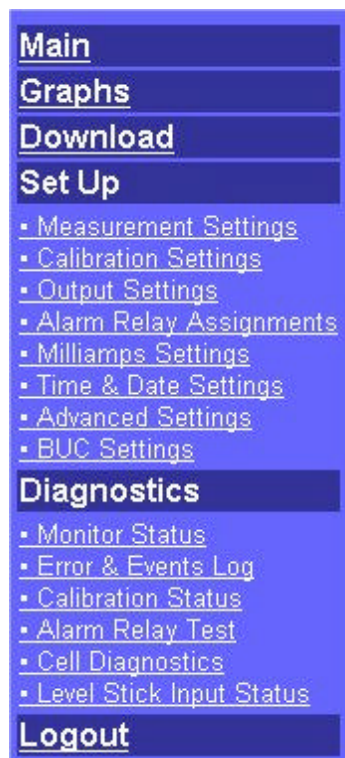 Main
Graphs
Download
Set Up
▪ Measurement Settings
▪ Calibration Settings
▪ Output Settings
▪ Alarm Relay Assignments
▪ Milliamps Settings
▪ Time & Date Settings
▪ Advanced Settings
▪ BUC Settings
Diagnostics
▪ Monitor Status
▪ Error & Events Log
▪ Calibration Status
▪ Alarm Relay Test
▪ Cell Diagnostics
▪ Level Stick Input Status
Logout